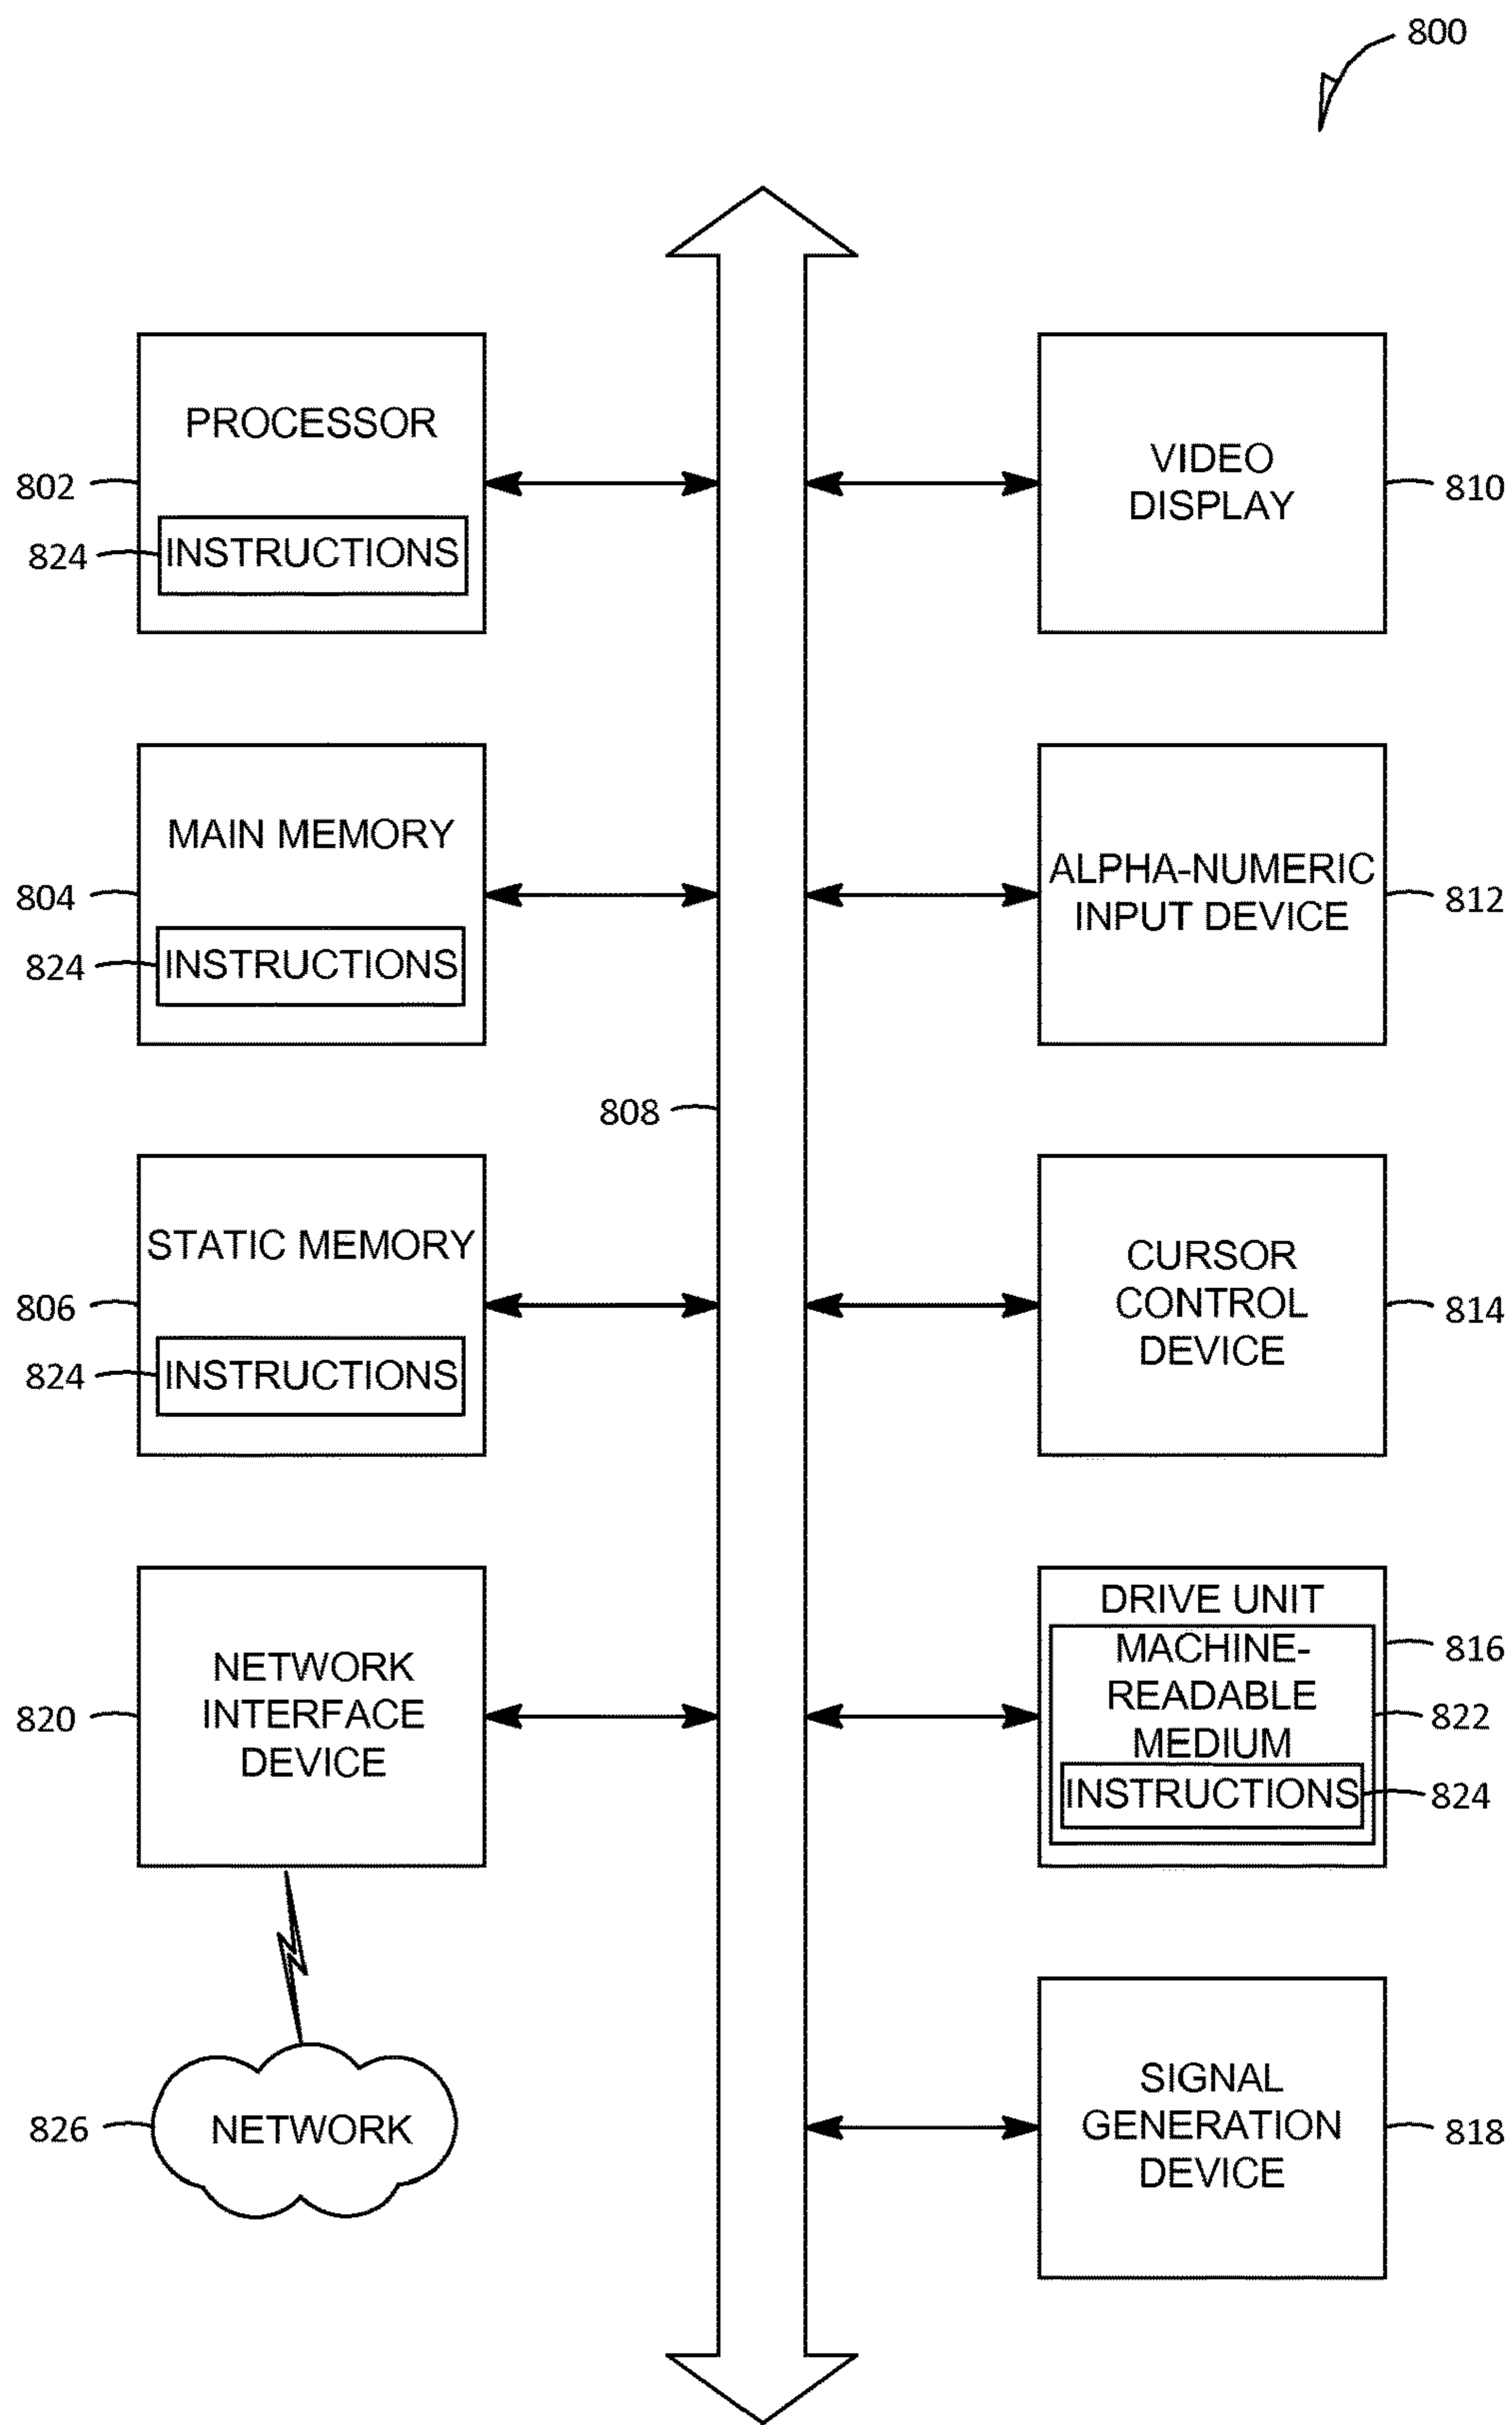 800
PROCESSOR
802
824
INSTRUCTIONS
VIDEO
DISPLAY
810
MAIN MEMORY
804
824
INSTRUCTIONS
ALPHA-NUMERIC
INPUT DEVICE
812
808
STATIC MEMORY
806
824
INSTRUCTIONS
CURSOR
CONTROL
DEVICE
814
NETWORK
INTERFACE
DEVICE
820
DRIVE UNIT
816
MACHINE-
READABLE
MEDIUM
822
INSTRUCTIONS
824
826
NETWORK
SIGNAL
GENERATION
DEVICE
818